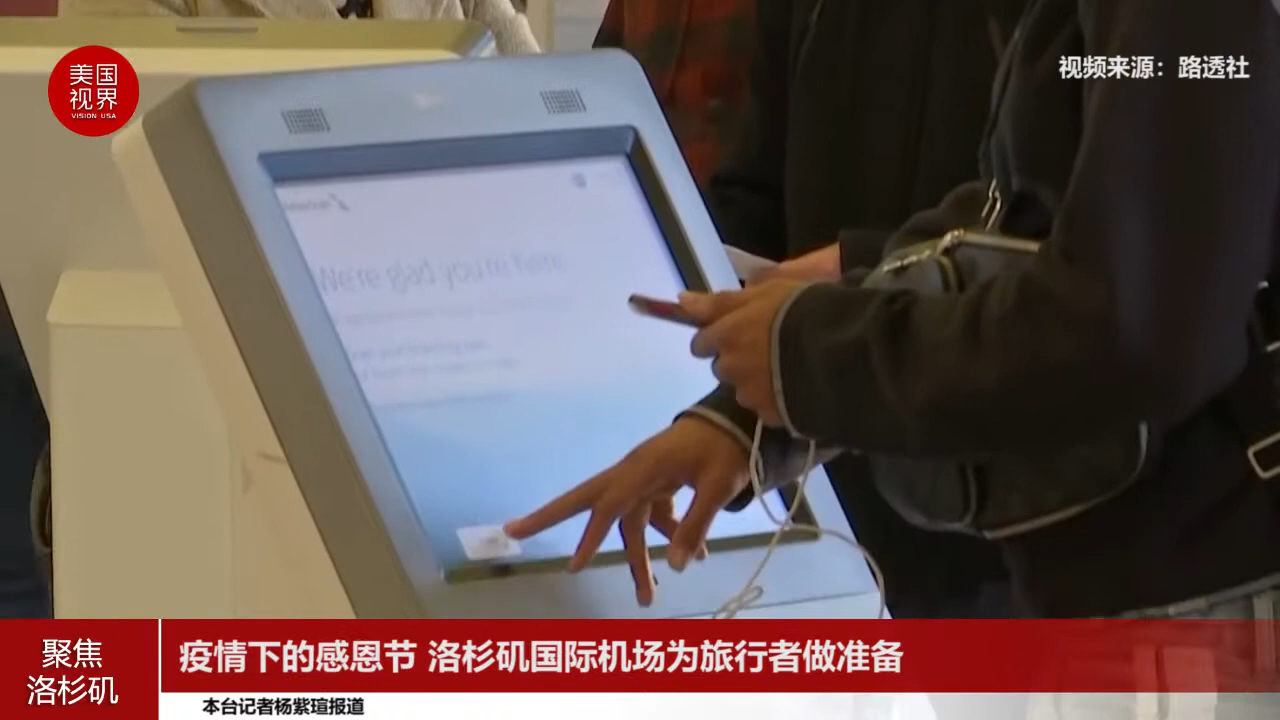 美国
视界
VISION USA
视频来源：路透社
We're glad you're here
聚焦
洛杉矶
疫情下的感恩节 洛杉矶国际机场为旅行者做准备
本台记者杨紫瑄报道